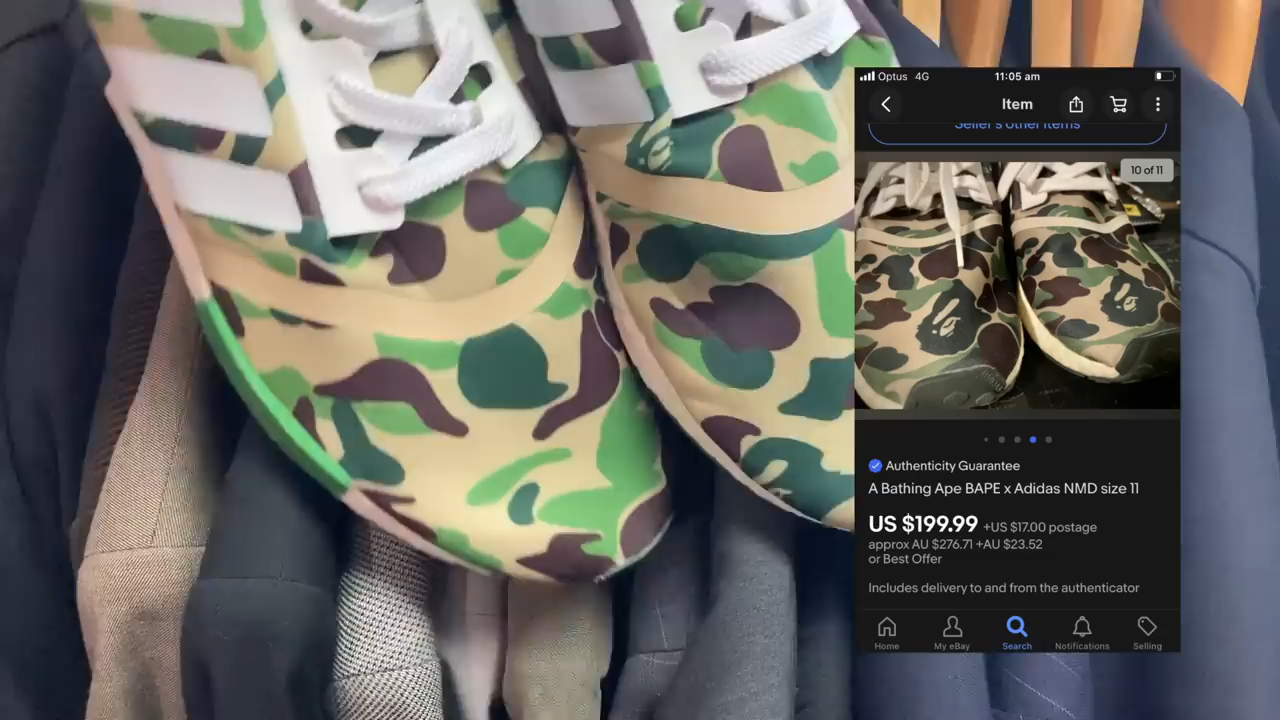 Optus 4G 11:05 am
Item
Seller's other items
10 of 11
Authenticity Guarantee
A Bathing Ape BAPE x Adidas NMD size 11
US $199.99 +US $17.00 postage
approx AU $276.71 +AU $23.52
or Best Offer
Includes delivery to and from the authenticator
Home My eBay Search Notifications Selling